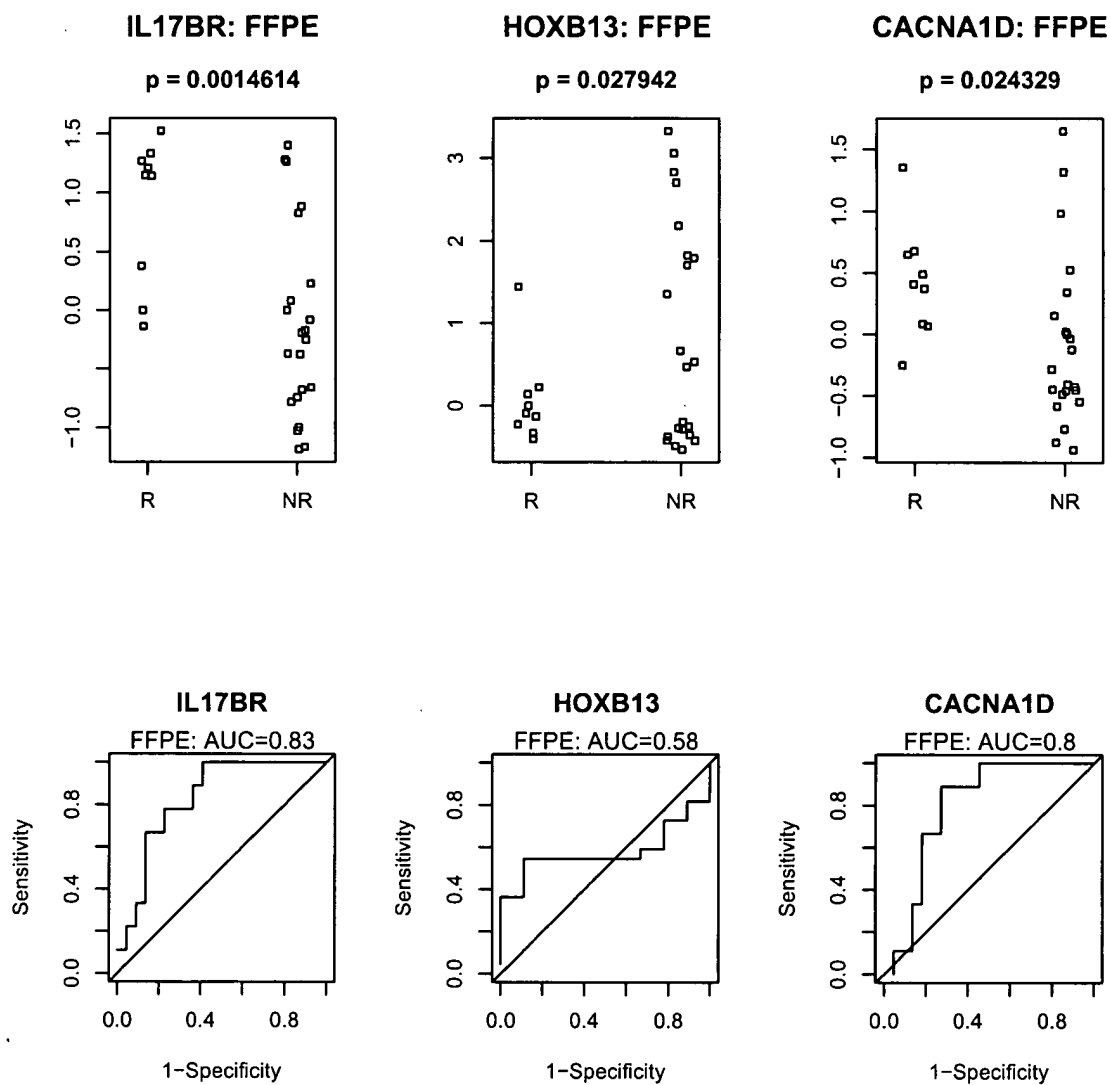 IL17BR: FFPE
p = 0.0014614
1.5
1.0
0.5
0.0
−1.0
R
NR
HOXB13: FFPE
p = 0.027942
3
2
1
0
R
NR
CACNA1D: FFPE
p = 0.024329
1.5
1.0
0.5
0.0
−0.5
−1.0
R
NR
IL17BR
FFPE: AUC=0.83
Sensitivity
0.8
0.4
0.0
0.0
0.4
0.8
1−Specificity
HOXB13
FFPE: AUC=0.58
Sensitivity
0.8
0.4
0.0
0.0
0.4
0.8
1−Specificity
CACNA1D
FFPE: AUC=0.8
Sensitivity
0.8
0.4
0.0
0.0
0.4
0.8
1−Specificity